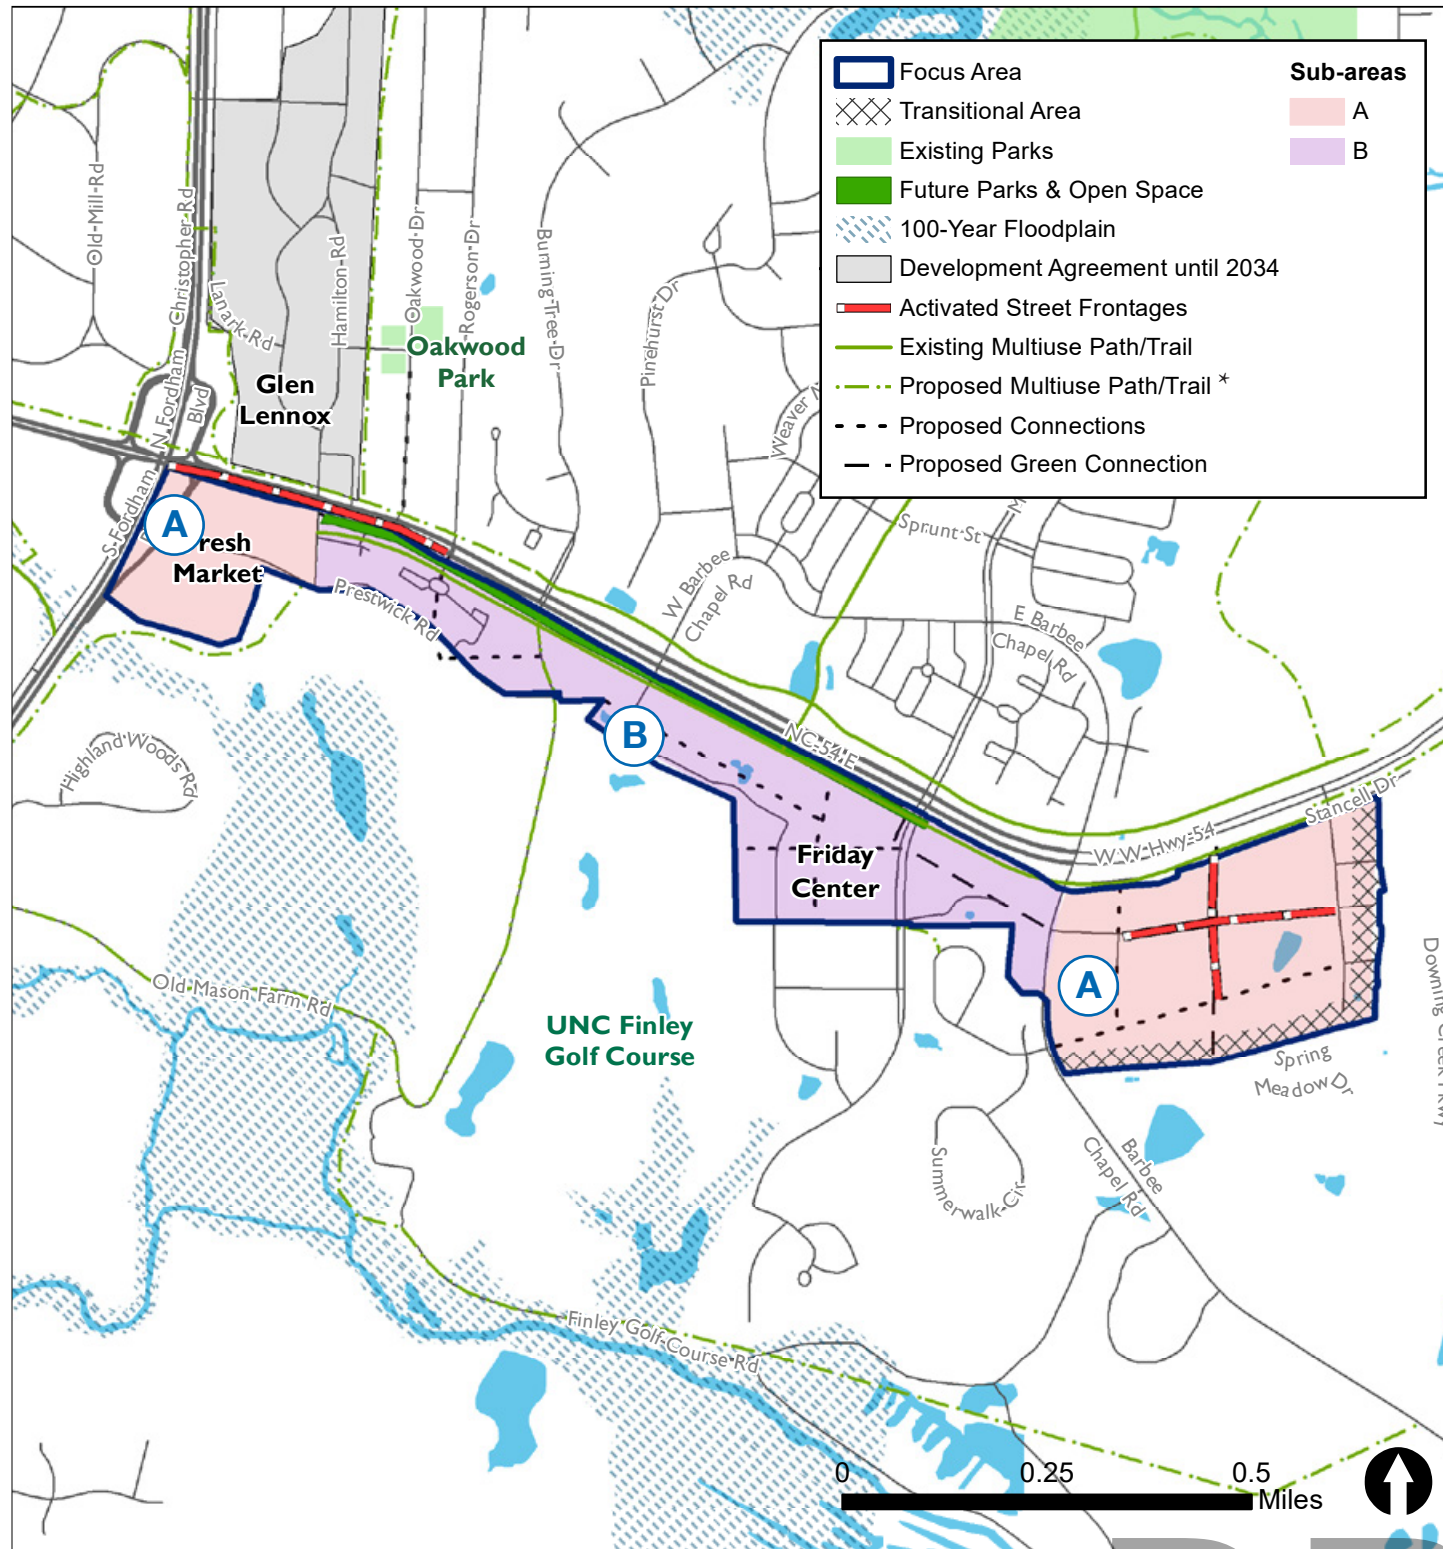 Focus Area
Transitional Area
Existing Parks
Future Parks & Open Space
100-Year Floodplain
Development Agreement until 2034
Activated Street Frontages
Existing Multiuse Path/Trail
Proposed Multiuse Path/Trail *
Proposed Connections
Proposed Green Connection
Sub-areas
A
B
Old Mill Rd
Christopher Rd
Lanark Rd
Hamilton Rd
Oakwood Dr
Rogerson Dr
Burning Tree Dr
Pinehurst Dr
Weaver
Oakwood
Park
Glen
Lennox
N Fordham
Blvd
S Fordham
A
resh
Market
Prestwick Rd
W Barbee
Chapel Rd
Sprunt St
M
E Barbee
Chapel Rd
Highland Woods Rd
B
NC 54 E
W W Hwy 54
Stancell Dr
Friday
Center
A
Downing Creek Pkwy
Old Mason Farm Rd
UNC Finley
Golf Course
Spring
Meadow Dr
Summerwalk Cir
Barbee
Chapel Rd
Finley Golf Course Rd
0
0.25
0.5
Miles